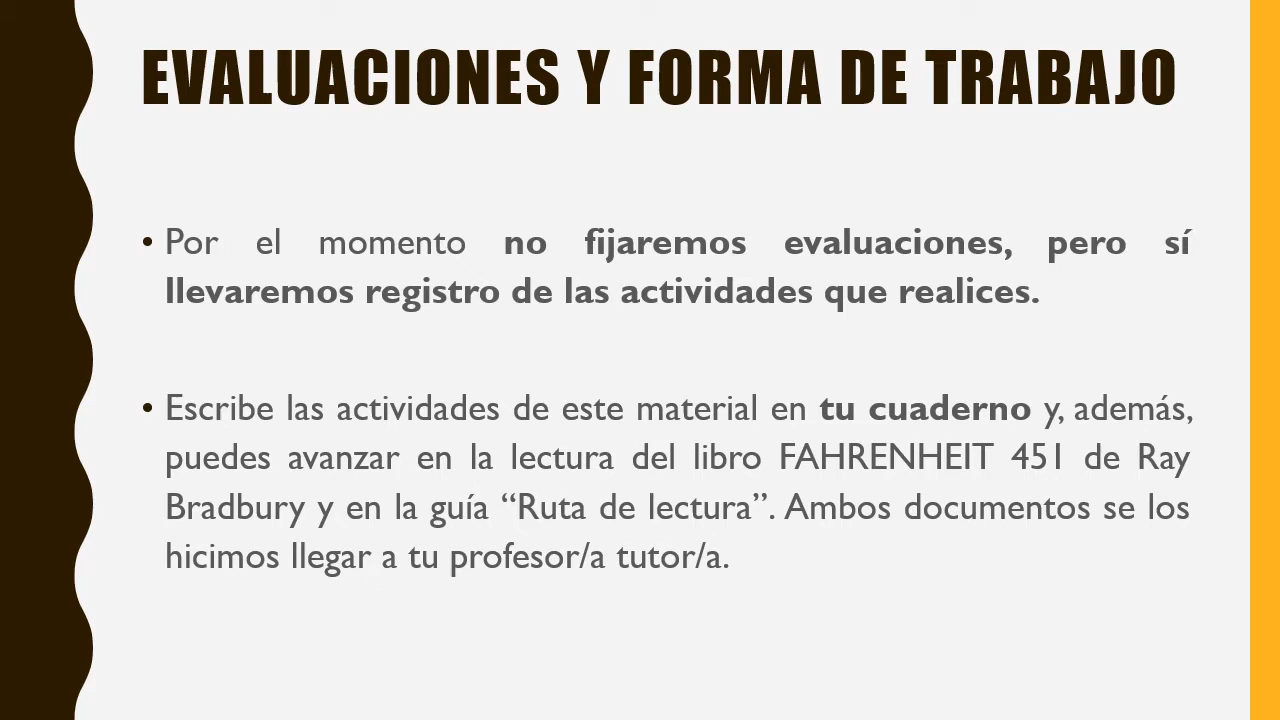 EVALUACIONES Y FORMA DE TRABAJO
• Por el momento no fijaremos evaluaciones, pero sí
llevaremos registro de las actividades que realices.
• Escribe las actividades de este material en tu cuaderno y, además,
puedes avanzar en la lectura del libro FAHRENHEIT 451 de Ray
Bradbury y en la guía “Ruta de lectura”. Ambos documentos se los
hicimos llegar a tu profesor/a tutor/a.